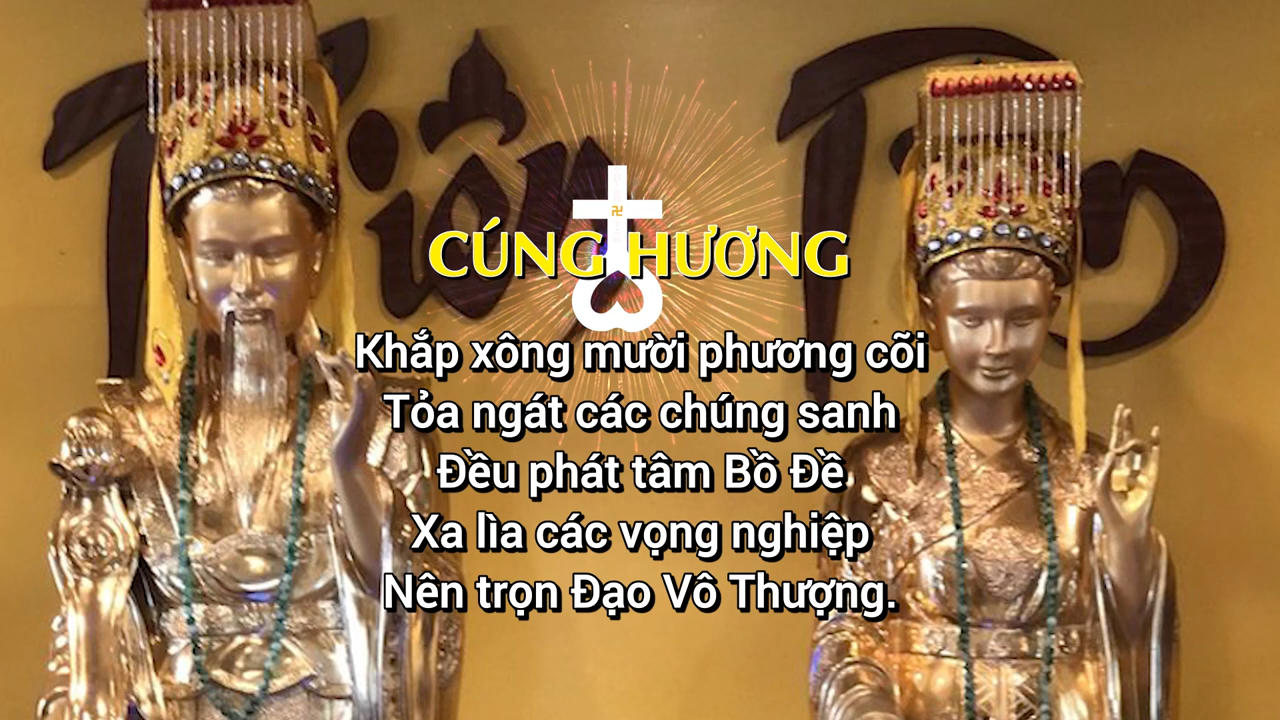 卍
CÚNG HƯƠNG
Khắp xông mười phương cõi
Tỏa ngát các chúng sanh
Đều phát tâm Bồ Đề
Xa lìa các vọng nghiệp
Nên trọn Đạo Vô Thượng.